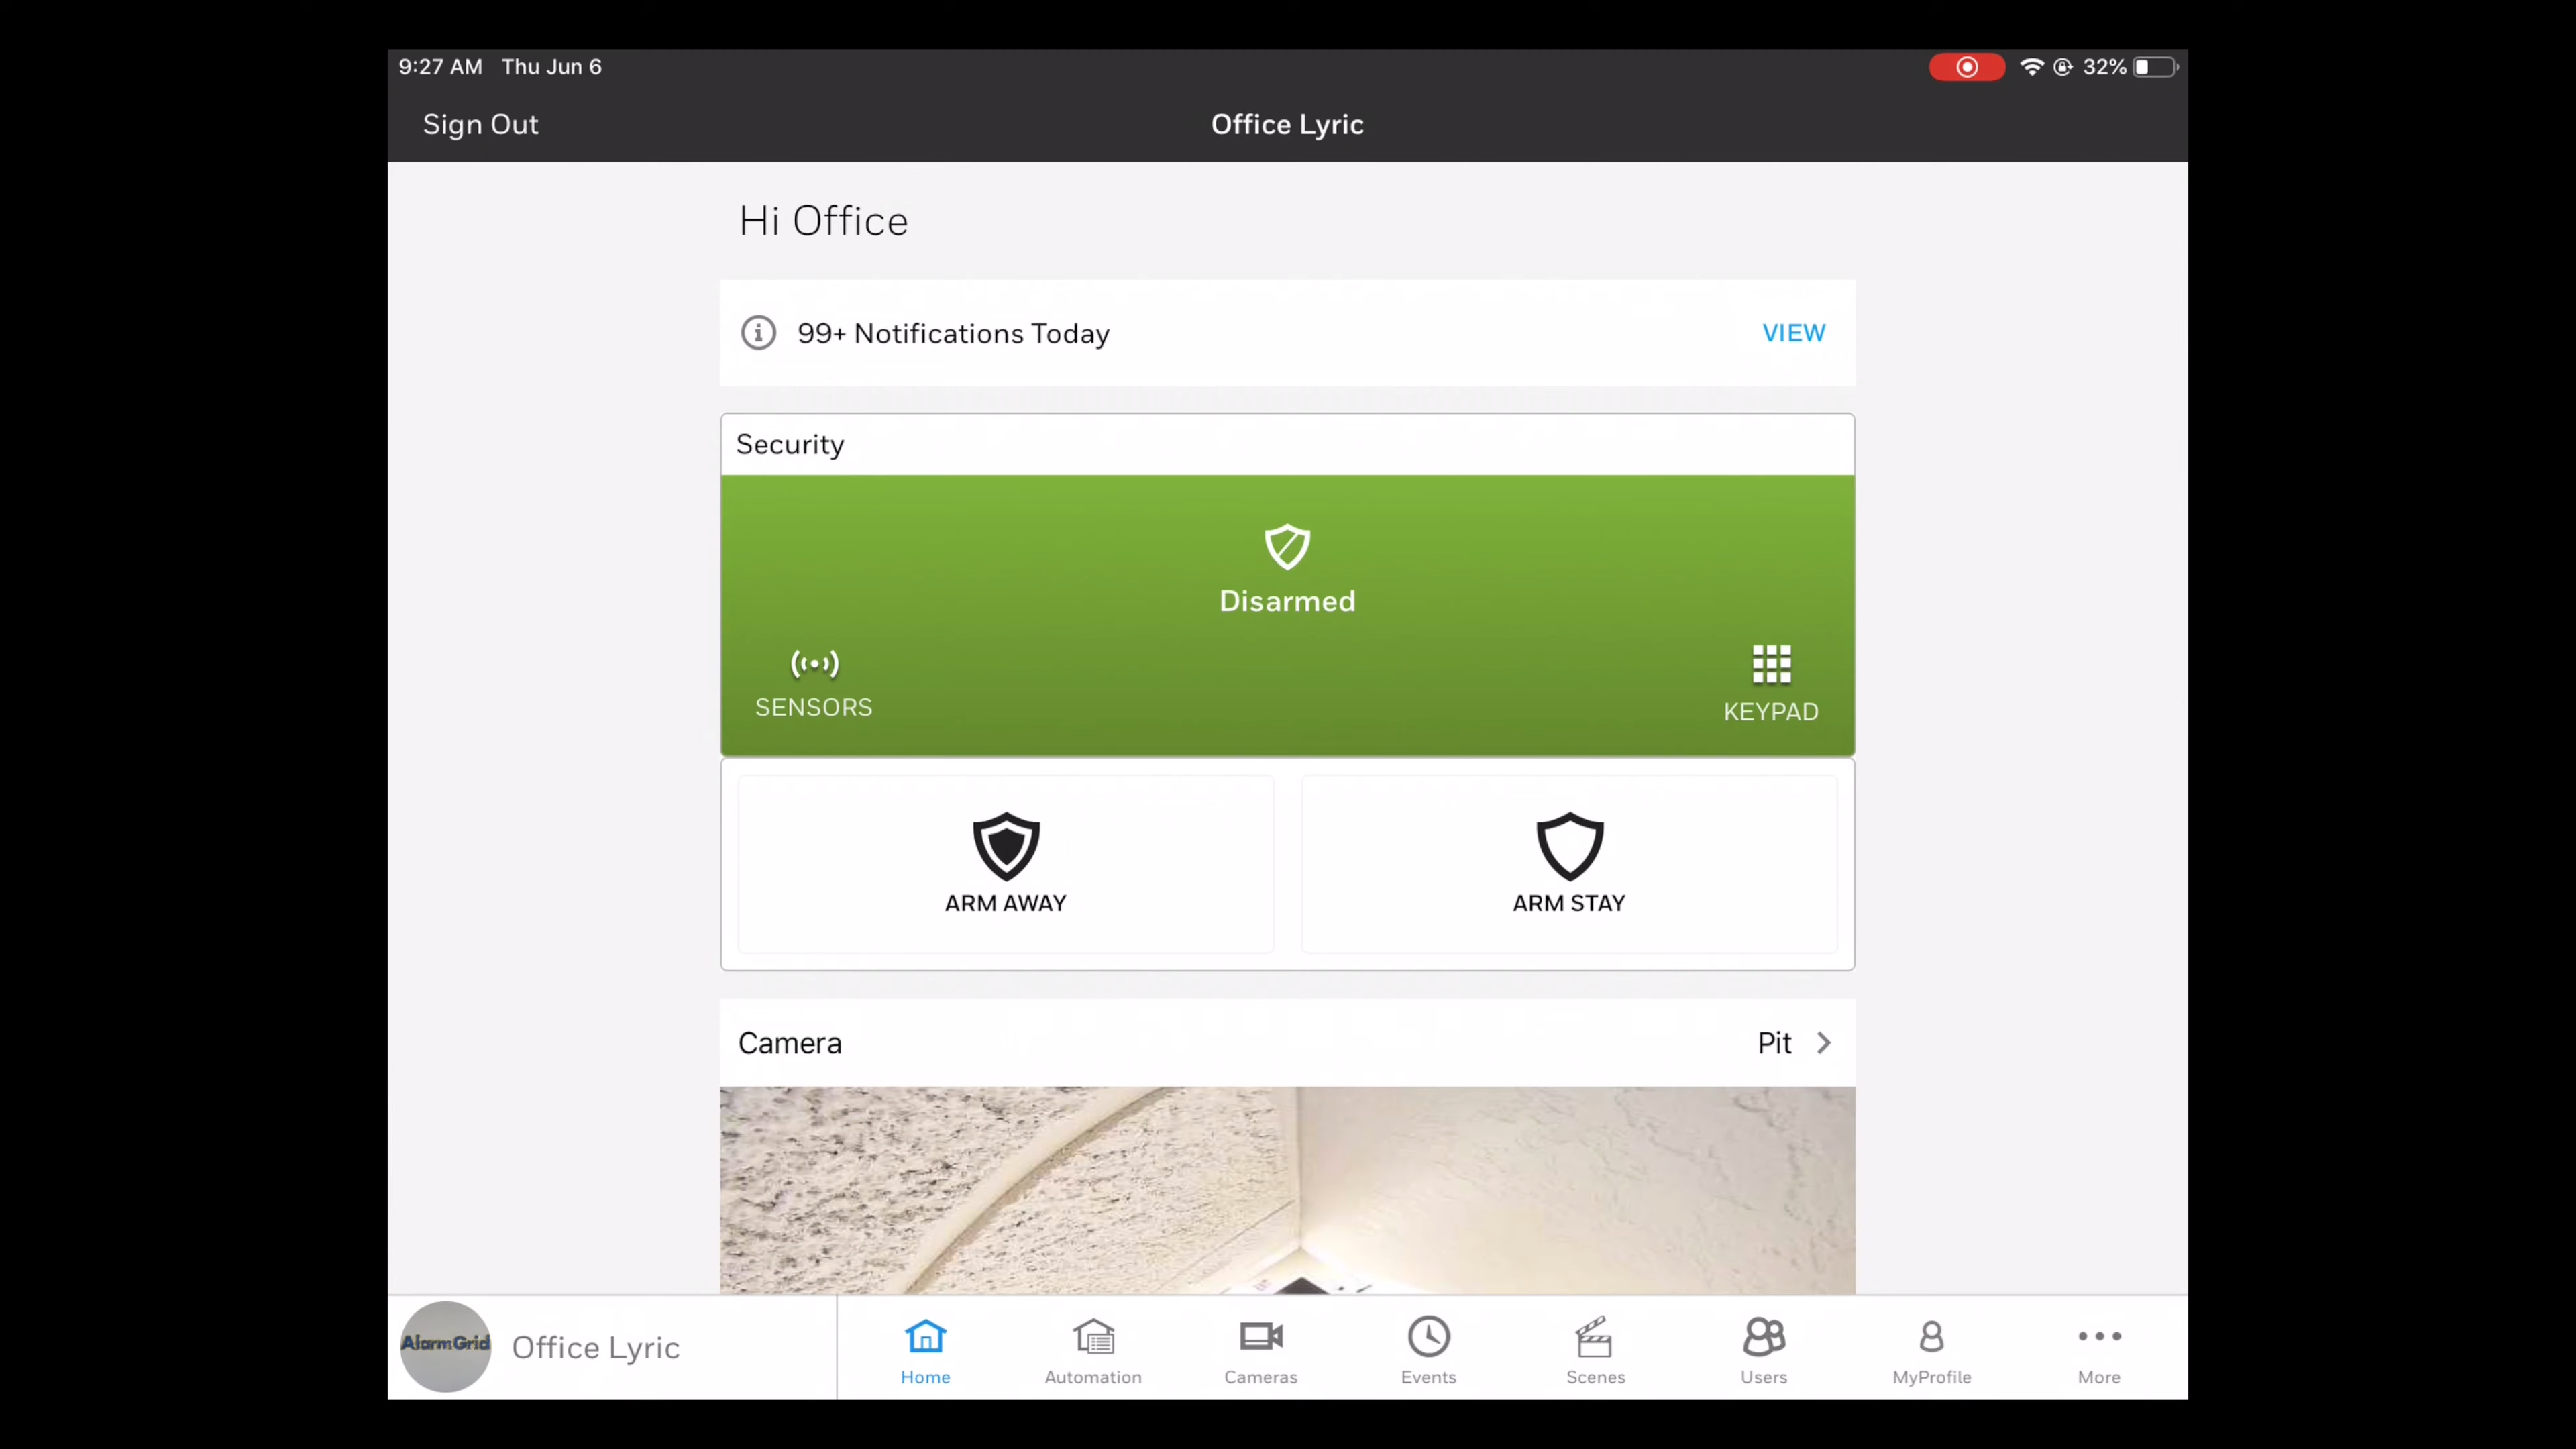 9:27 AM Thu Jun 6
32%
Sign Out
Office Lyric
Hi Office
99+ Notifications Today
VIEW
Security
Disarmed
SENSORS
KEYPAD
ARM AWAY
ARM STAY
Camera
Pit
AlarmGrid
Office Lyric
Home
Automation
Cameras
Events
Scenes
Users
MyProfile
More